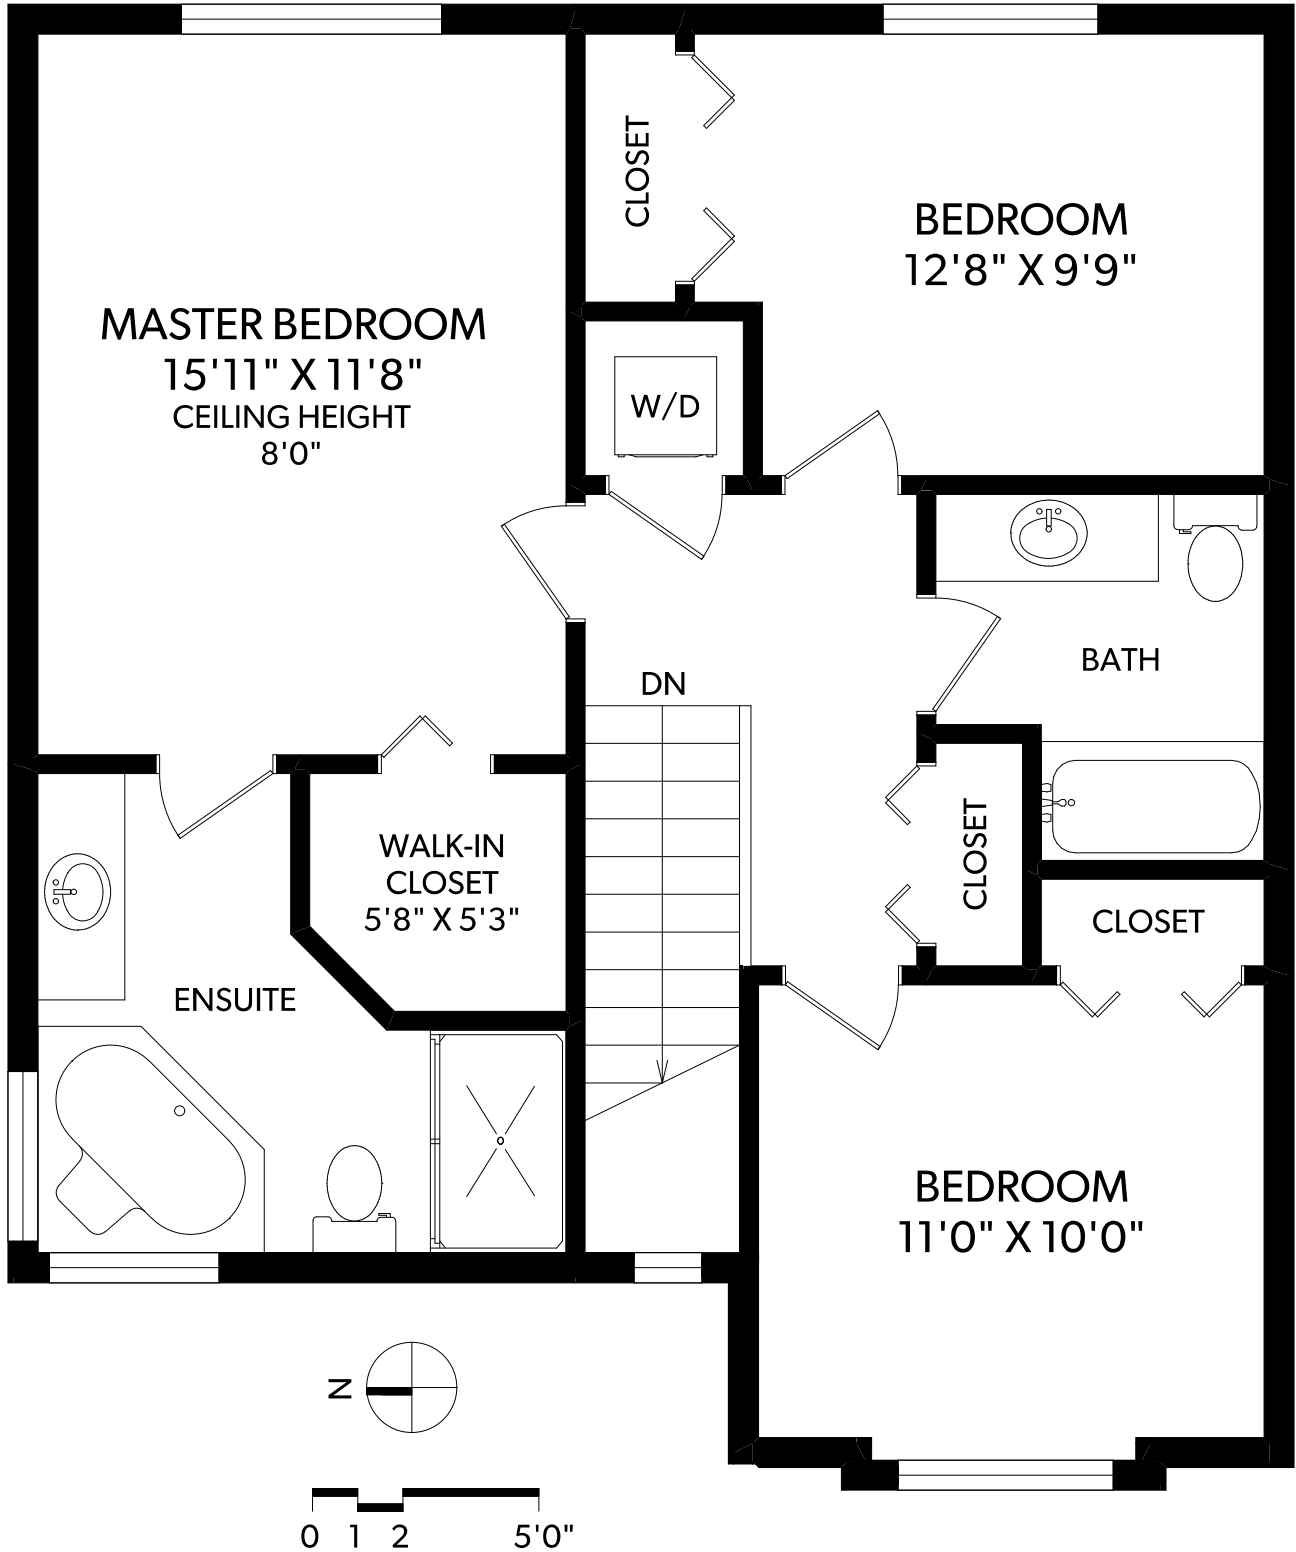 CLOSET
BEDROOM
12'8" X 9'9"
MASTER BEDROOM
15'11" X 11'8"
CEILING HEIGHT
8'0"
W/D
BATH
DN
WALK-IN
CLOSET
5'8" X 5'3"
CLOSET
CLOSET
ENSUITE
BEDROOM
11'0" X 10'0"
N
0 1 2 5'0"